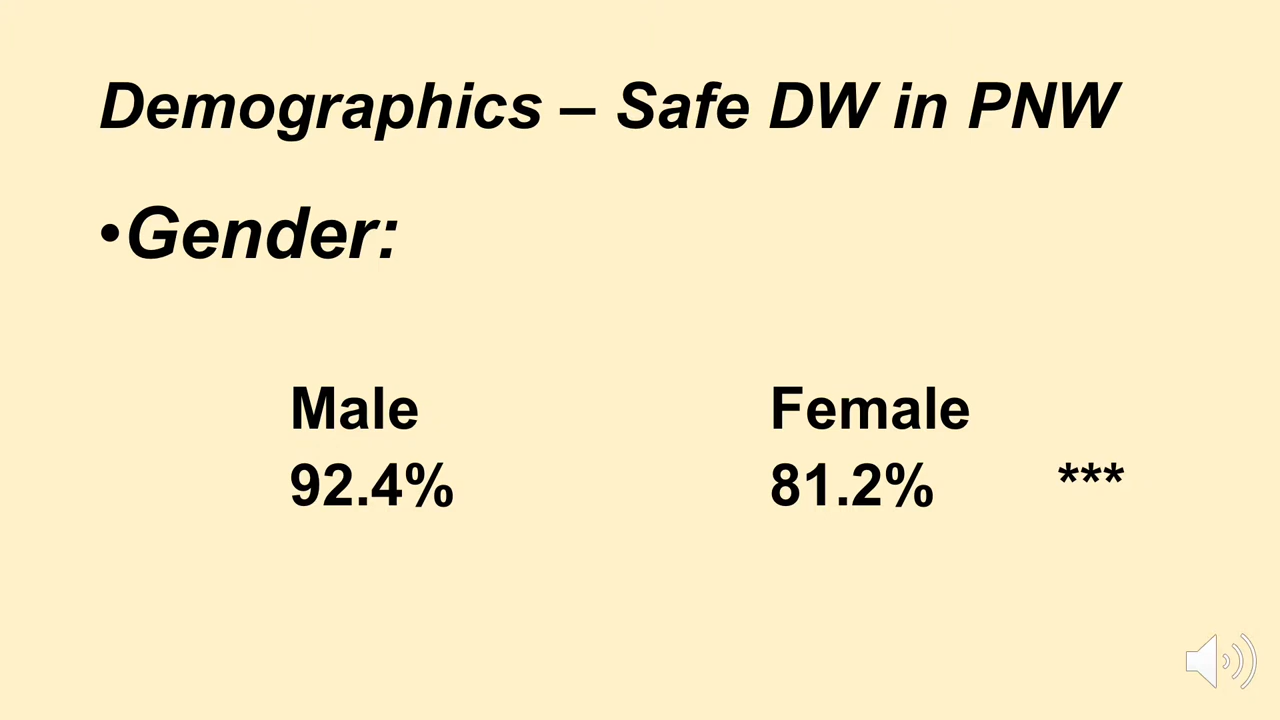 Demographics – Safe DW in PNW
•Gender:
Male Female
92.4% 81.2% ***